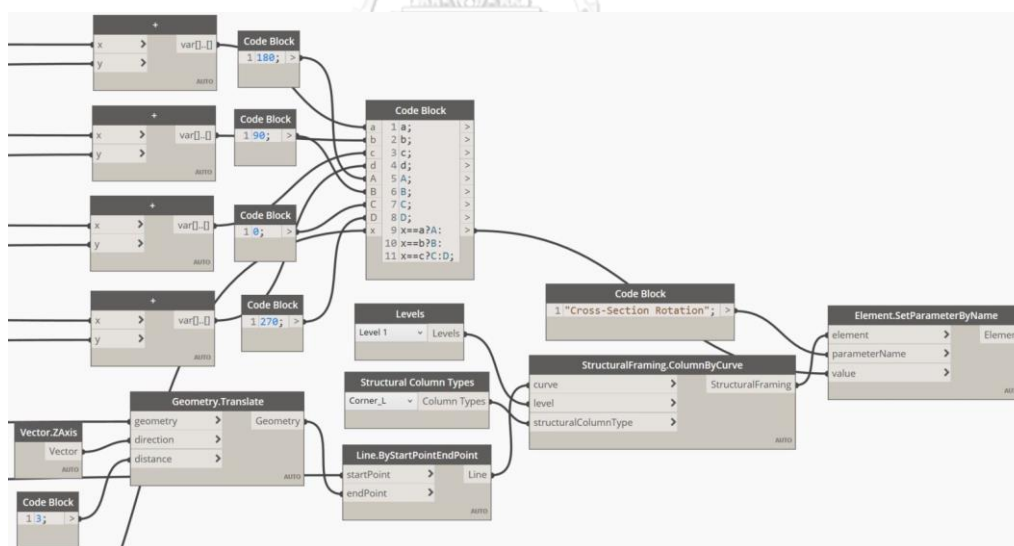 +
x > var[]..[]
y >
AUTO
Code Block
1 180; >
+
x > var[]..[]
y >
AUTO
Code Block
1 90; >
+
x > var[]..[]
y >
AUTO
Code Block
1 0; >
+
x > var[]..[]
y >
AUTO
Code Block
1 270; >
Code Block
a 1 a; >
b 2 b; >
c 3 c; >
d 4 d; >
A 5 A; >
B 6 B; >
C 7 C; >
D 8 D; >
x 9 x==a?A: >
10 x==b?B:
11 x==c?C:D;
Levels
Level 1 Levels
Structural Column Types
Corner_L Column Types
Code Block
1 "Cross-Section Rotation"; >
StructuralFraming.ColumnByCurve
curve > StructuralFraming
level >
structuralColumnType >
AUTO
Element.SetParameterByName
element > Elemen
parameterName >
value >
AUT
Vector.ZAxis
Vector
AUTO
Code Block
1 3; >
Geometry.Translate
geometry > Geometry
direction >
distance >
AUTO
Line.ByStartPointEndPoint
startPoint > Line
endPoint >
AUTO